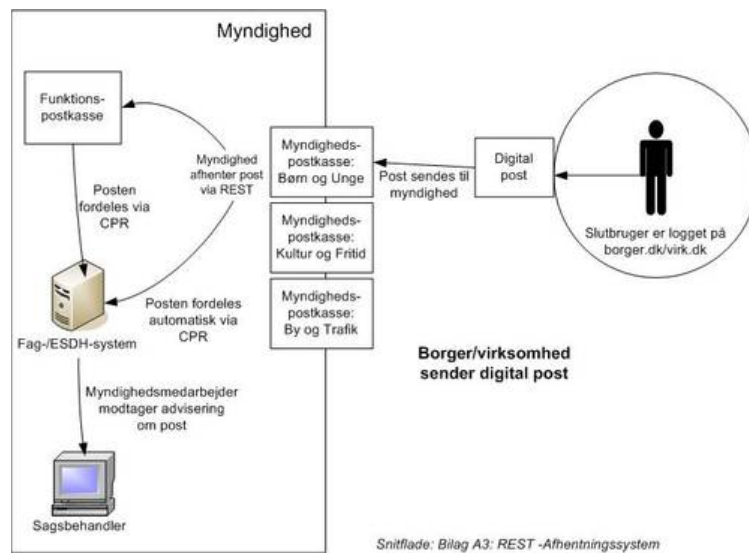 Myndighed
Funktions-
postkasse
Myndighed
afhenter post
via REST
Posten
fordeles via
CPR
Myndigheds-
postkasse:
Børn og Unge
Post sendes til
myndighed
Digital
post
Slutbruger er logget på
borger.dk/virk.dk
Myndigheds-
postkasse:
Kultur og Fritid
Myndigheds-
postkasse:
By og Trafik
Posten fordeles
automatisk via
CPR
Fag-/ESDH-system
Borger/virksomhed
sender digital post
Myndighedsmedarbejder
modtager advisering
om post
Sagsbehandler
Snitflade: Bilag A3: REST -Afhentningssystem